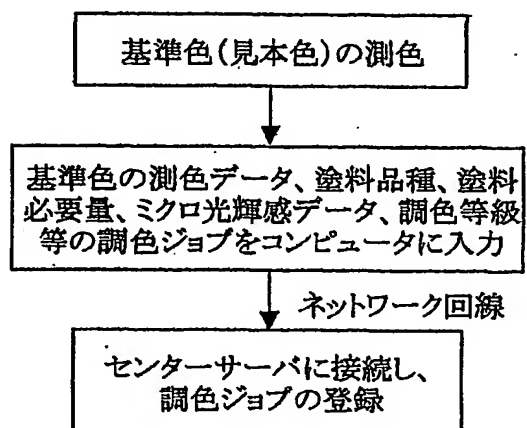 基準色(見本色)の測色
基準色の測色データ、塗料品種、塗料
必要量、ミクロ光輝感データ、調色等級
等の調色ジョブをコンピュータに入力
ネットワーク回線
センターサーバに接続し、
調色ジョブの登録